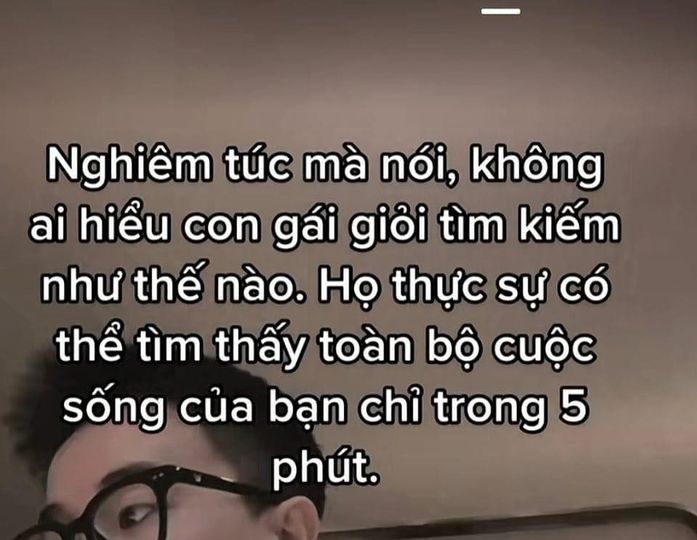 Nghiêm túc mà nói, không
ai hiểu con gái giỏi tìm kiếm
như thế nào. Họ thực sự có
thể tìm thấy toàn bộ cuộc
sống của bạn chỉ trong 5
phút.